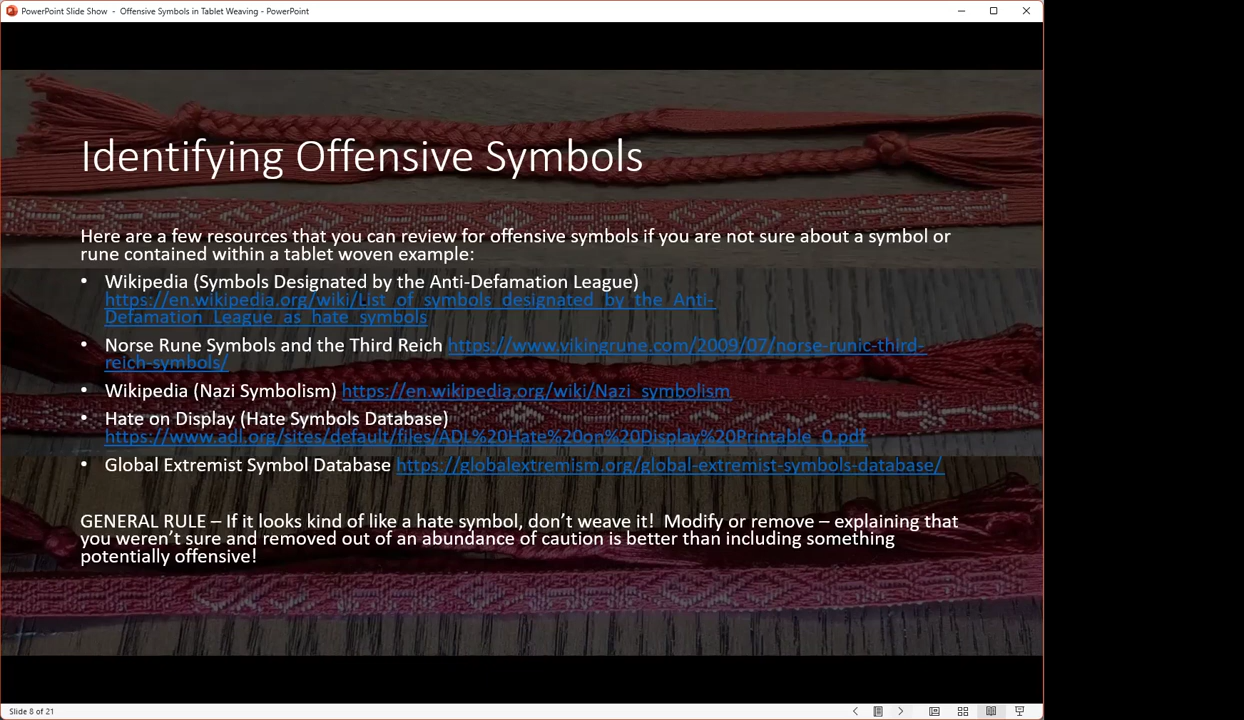 PowerPoint Slide Show - Offensive Symbols in Tablet Weaving - PowerPoint
Identifying Offensive Symbols
Here are a few resources that you can review for offensive symbols if you are not sure about a symbol or
rune contained within a tablet woven example:
• Wikipedia (Symbols Designated by the Anti-Defamation League)
https://en.wikipedia.org/wiki/List_of_symbols_designated_by_the_Anti-
Defamation_League_as_hate_symbols
• Norse Rune Symbols and the Third Reich https://www.vikingrune.com/2009/07/norse-runic-third-
reich-symbols/
• Wikipedia (Nazi Symbolism) https://en.wikipedia.org/wiki/Nazi_symbolism
• Hate on Display (Hate Symbols Database)
https://www.adl.org/sites/default/files/ADL%20Hate%20on%20Display%20Printable_0.pdf
• Global Extremist Symbol Database https://globalextremism.org/global-extremist-symbols-database/
GENERAL RULE – If it looks kind of like a hate symbol, don’t weave it!  Modify or remove – explaining that
you weren’t sure and removed out of an abundance of caution is better than including something
potentially offensive!
Slide 8 of 21